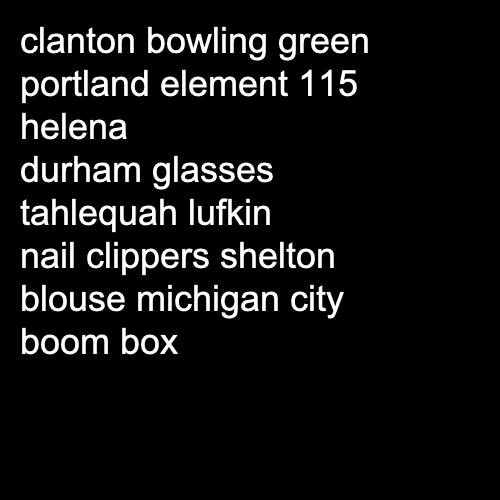 clanton bowling green
portland element 115
helena
durham glasses
tahlequah lufkin
nail clippers shelton
blouse michigan city
boom box